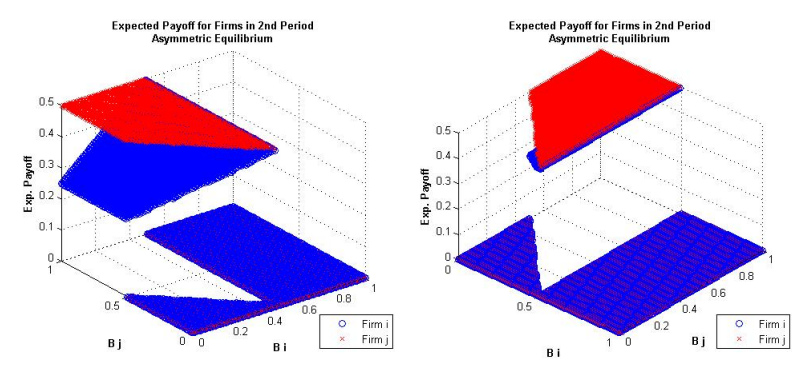 Expected Payoff for Firms in 2nd Period
Asymmetric Equilibrium
0.5
0.4
0.3
0.2
0.1
0
Exp. Payoff
1
0.5
0
B j
0
0.2
0.4
0.6
0.8
1
B i
Firm i
Firm j
Expected Payoff for Firms in 2nd Period
Asymmetric Equilibrium
0.5
0.4
0.3
0.2
0.1
0
Exp. Payoff
0
0.5
1
B i
0
0.2
0.4
0.6
0.8
1
B j
Firm i
Firm j